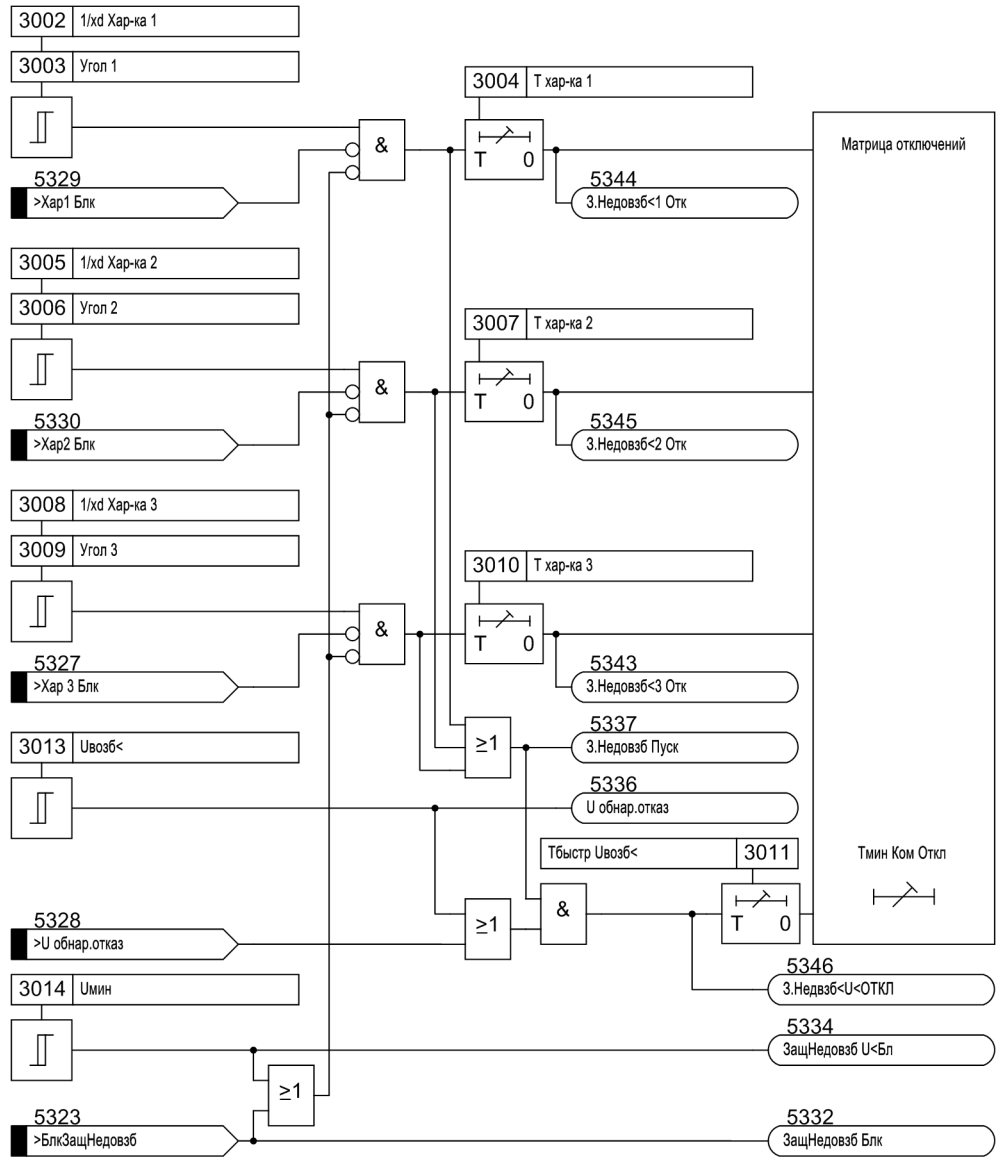 3002 1/xd Хар-ка 1
3003 Угол 1
3004 Т хар-ка 1
Матрица отключений
&
T 0
5329
>Хар1 Блк
5344
З.Недовзб<1 Отк
3005 1/xd Хар-ка 2
3006 Угол 2
3007 Т хар-ка 2
&
T 0
5330
>Хар2 Блк
5345
З.Недовзб<2 Отк
3008 1/xd Хар-ка 3
3009 Угол 3
3010 Т хар-ка 3
&
T 0
5327
>Хар 3 Блк
5343
З.Недовзб<3 Отк
3013 Uвозб<
≥1
5337
З.Недовзб Пуск
5336
U обнар.отказ
Tбыстр Uвозб< 3011
Тмин Ком Откл
&
T 0
5328
>U обнар.отказ
≥1
5346
З.Недвзб<U<ОТКЛ
3014 Uмин
5334
ЗащНедовзб U<Бл
≥1
5323
>БлкЗащНедовзб
5332
ЗащНедовзб Блк